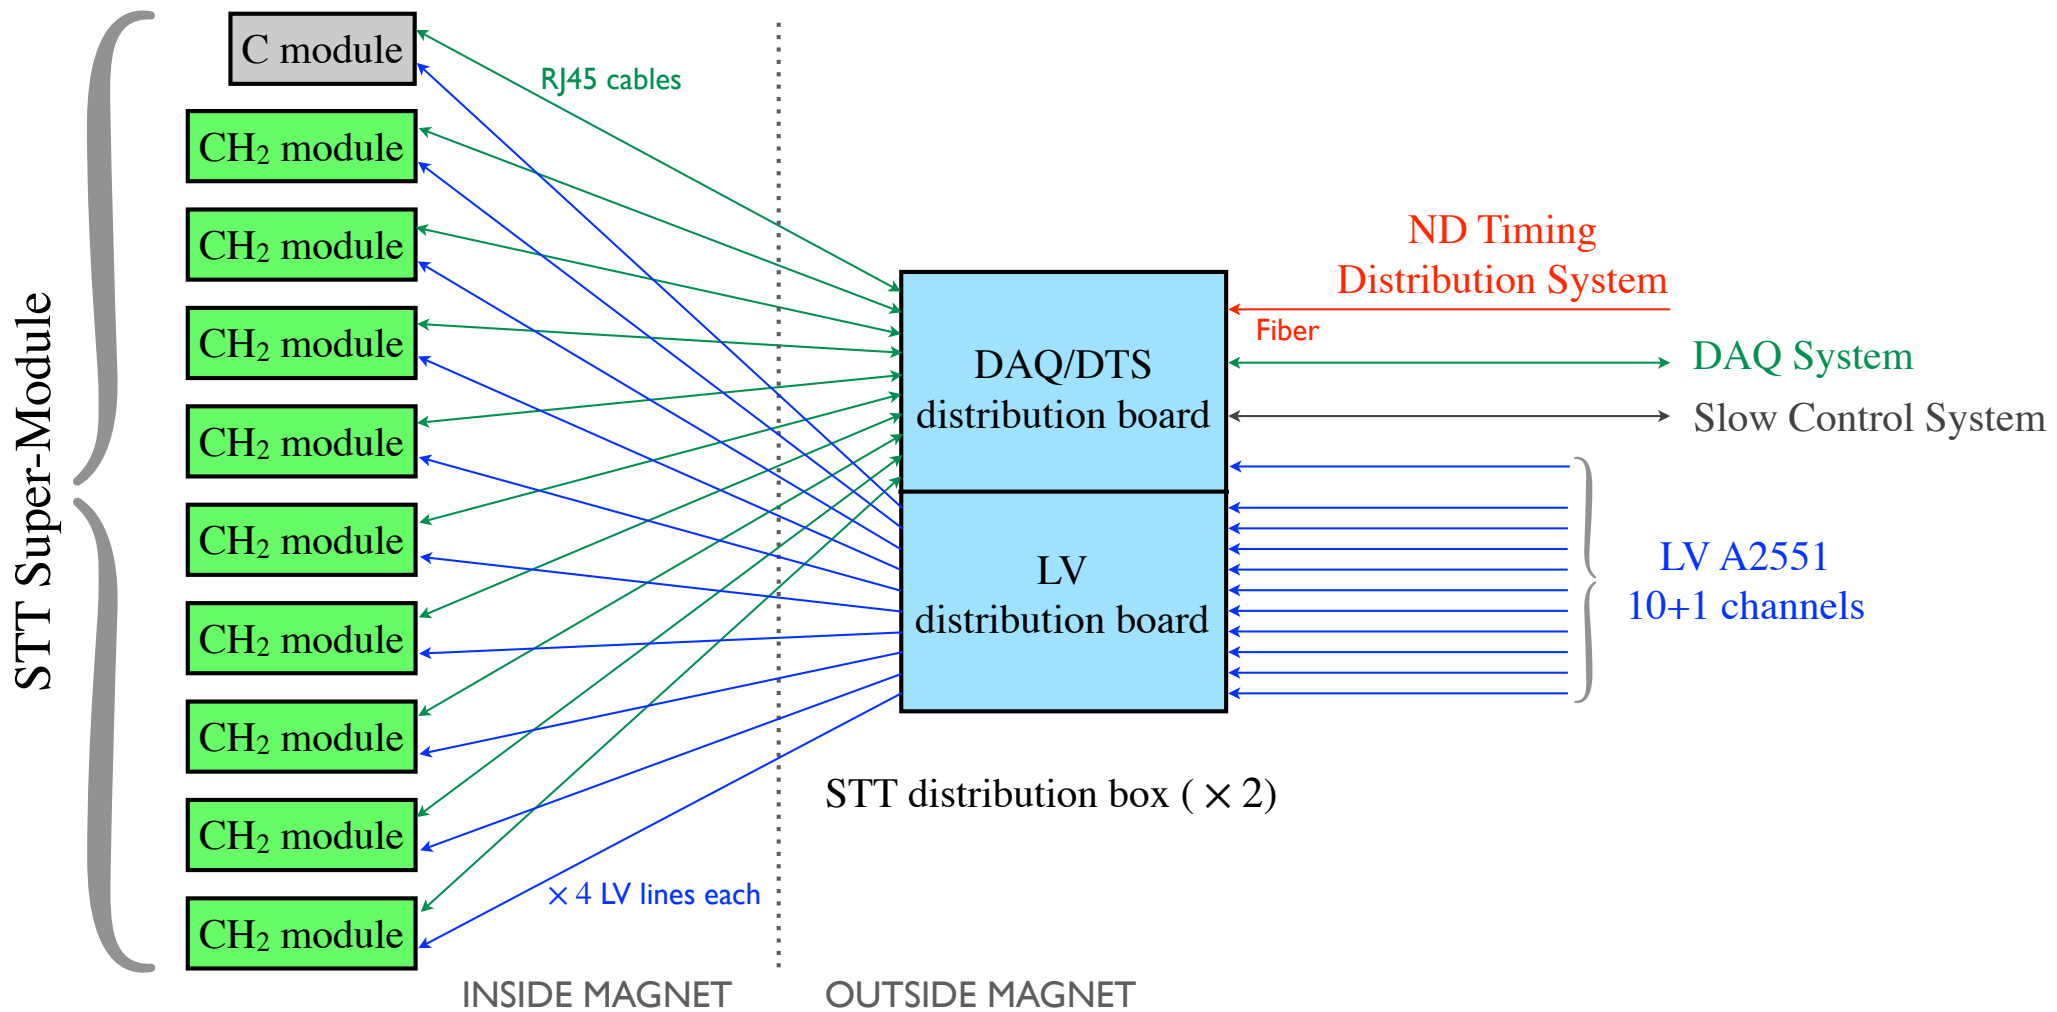 STT Super-Module
C module
CH₂ module
CH₂ module
CH₂ module
CH₂ module
CH₂ module
CH₂ module
CH₂ module
CH₂ module
CH₂ module
RJ45 cables
× 4 LV lines each
INSIDE MAGNET
OUTSIDE MAGNET
DAQ/DTS
distribution board
LV
distribution board
STT distribution box ( × 2)
ND Timing
Distribution System
Fiber
DAQ System
Slow Control System
LV A2551
10+1 channels